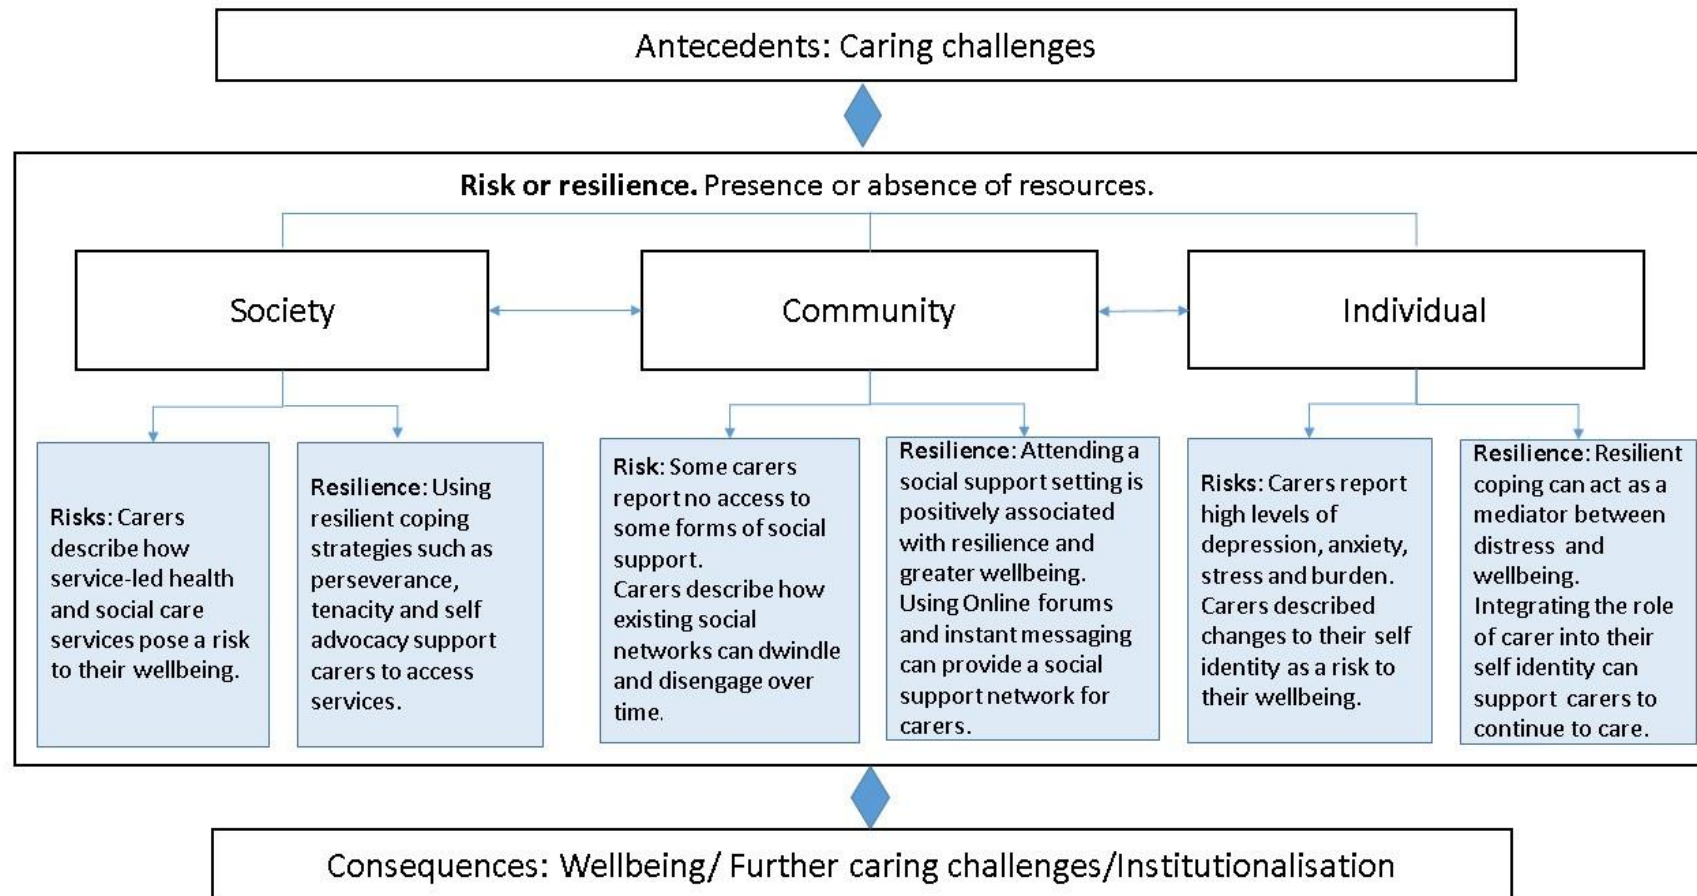 Antecedents: Caring challenges
Risk or resilience. Presence or absence of resources.
Society
Community
Individual
Risks: Carers
describe how
service-led health
and social care
services pose a risk
to their wellbeing.
Resilience: Using
resilient coping
strategies such as
perseverance,
tenacity and self
advocacy support
carers to access
services.
Risk: Some carers
report no access to
some forms of social
support.
Carers describe how
existing social
networks can dwindle
and disengage over
time.
Resilience: Attending a
social support setting is
positively associated
with resilience and
greater wellbeing.
Using Online forums
and instant messaging
can provide a social
support network for
carers.
Risks: Carers report
high levels of
depression, anxiety,
stress and burden.
Carers described
changes to their self
identity as a risk to
their wellbeing.
Resilience: Resilient
coping can act as a
mediator between
distress and
wellbeing.
Integrating the role
of carer into their
self identity can
support carers to
continue to care.
Consequences: Wellbeing/ Further caring challenges/Institutionalisation